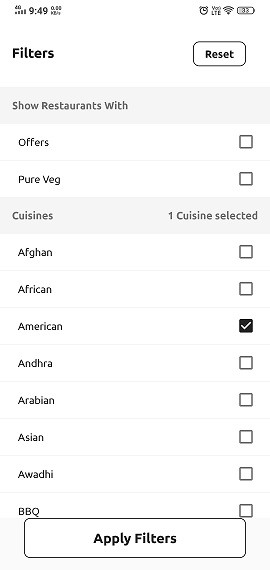 4G 9:49 0.00 KB/s Vo) LTE 33
Filters
Reset
Show Restaurants With
Offers
Pure Veg
Cuisines 1 Cuisine selected
Afghan
African
American
Andhra
Arabian
Asian
Awadhi
BBQ
Apply Filters